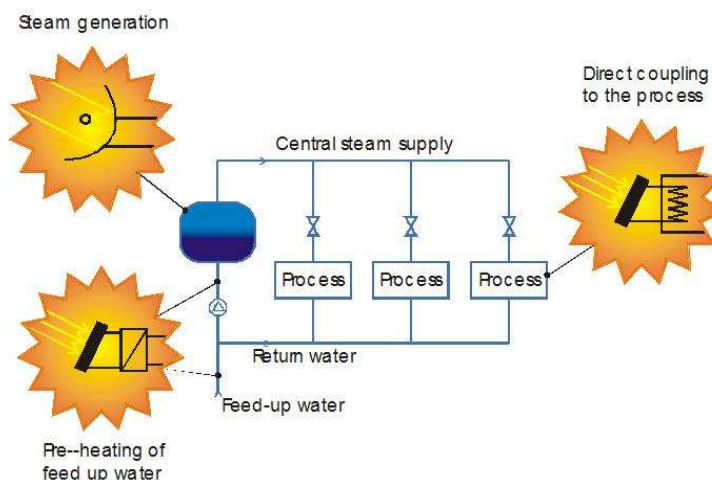 Steam generation
Direct coupling
to the process
Central steam supply
Process
Process
Process
Return water
Feed-up water
Pre--heating of
feed up water